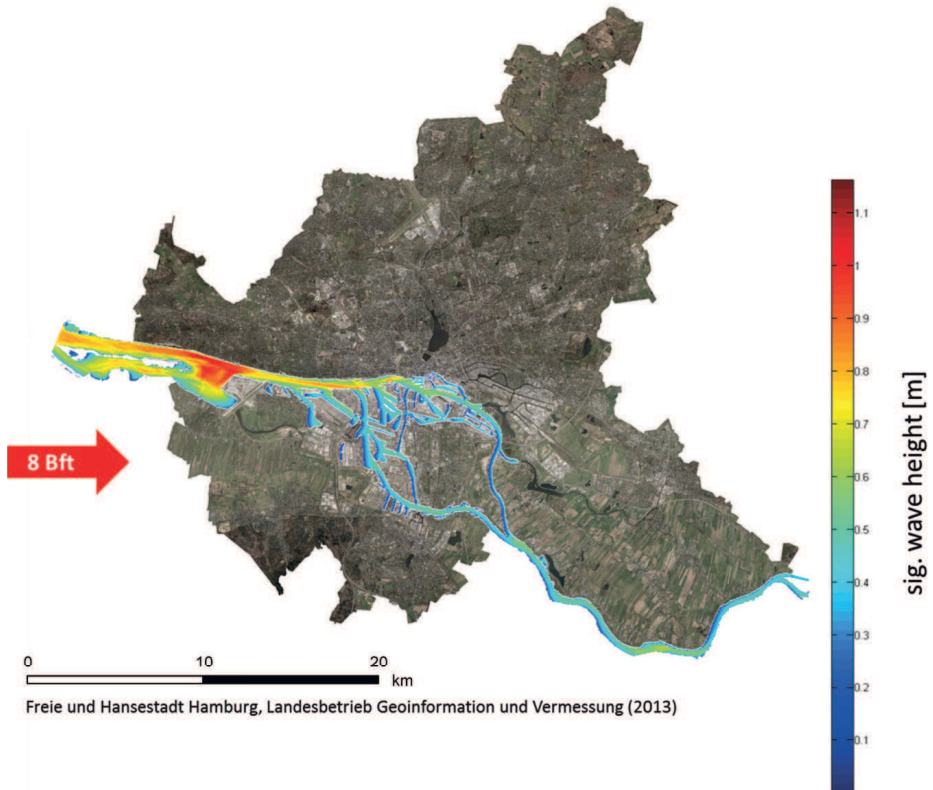 8 Bft
1.1
1
0.9
0.8
0.7
0.6
0.5
0.4
0.3
0.2
0.1
sig. wave height [m]
0 10 20
km
Freie und Hansestadt Hamburg, Landesbetrieb Geoinformation und Vermessung (2013)